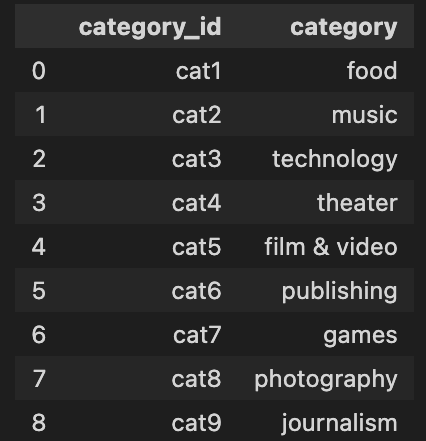 category_id category
0 cat1 food
1 cat2 music
2 cat3 technology
3 cat4 theater
4 cat5 film & video
5 cat6 publishing
6 cat7 games
7 cat8 photography
8 cat9 journalism